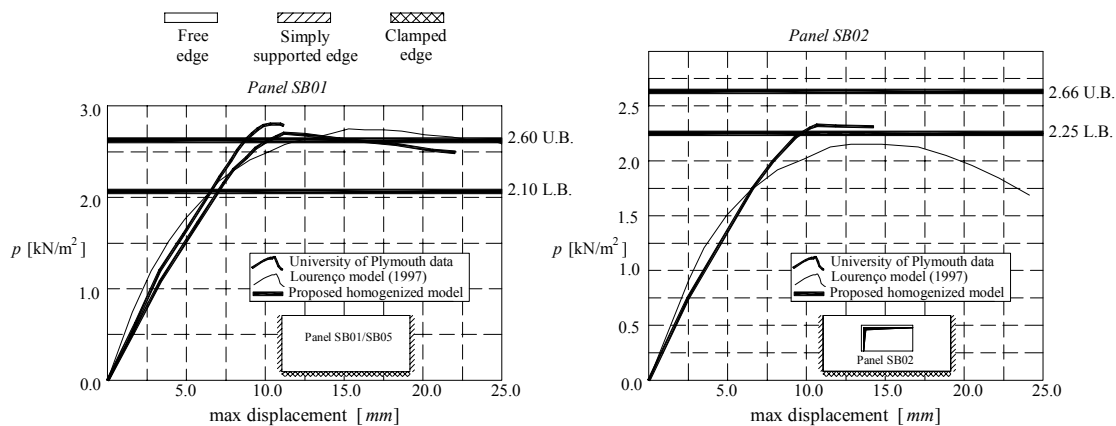 Free edge
Simply supported edge
Clamped edge
Panel SB01
3.0
2.0
1.0
0.0
p [kN/m²]
2.60 U.B.
2.10 L.B.
University of Plymouth data
Lourenço model (1997)
Proposed homogenized model
Panel SB01/SB05
5.0 10.0 15.0 20.0 25.0
max displacement [mm]
Panel SB02
2.5
2.0
1.5
1.0
0.5
0.0
p [kN/m²]
2.66 U.B.
2.25 L.B.
University of Plymouth data
Lourenço model (1997)
Proposed homogenized model
Panel SB02
5.0 10.0 15.0 20.0 25.0
max displacement [mm]